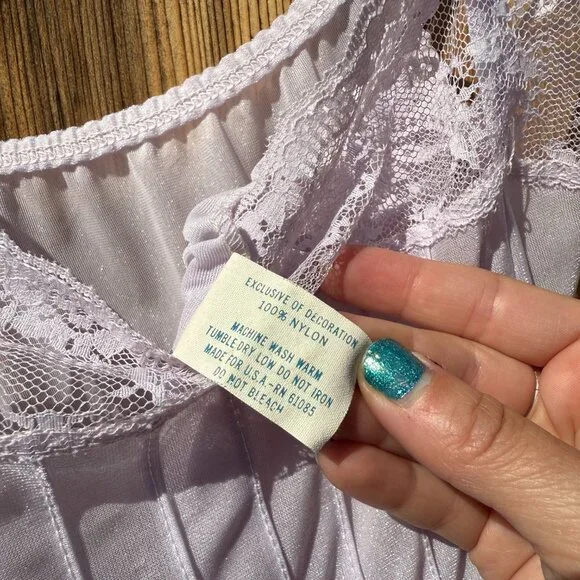 EXCLUSIVE OF DECORATION
100% NYLON
MACHINE WASH WARM
TUMBLE DRY LOW DO NOT IRON
MADE FOR U.S.A.-RN 61085
DO NOT BLEACH